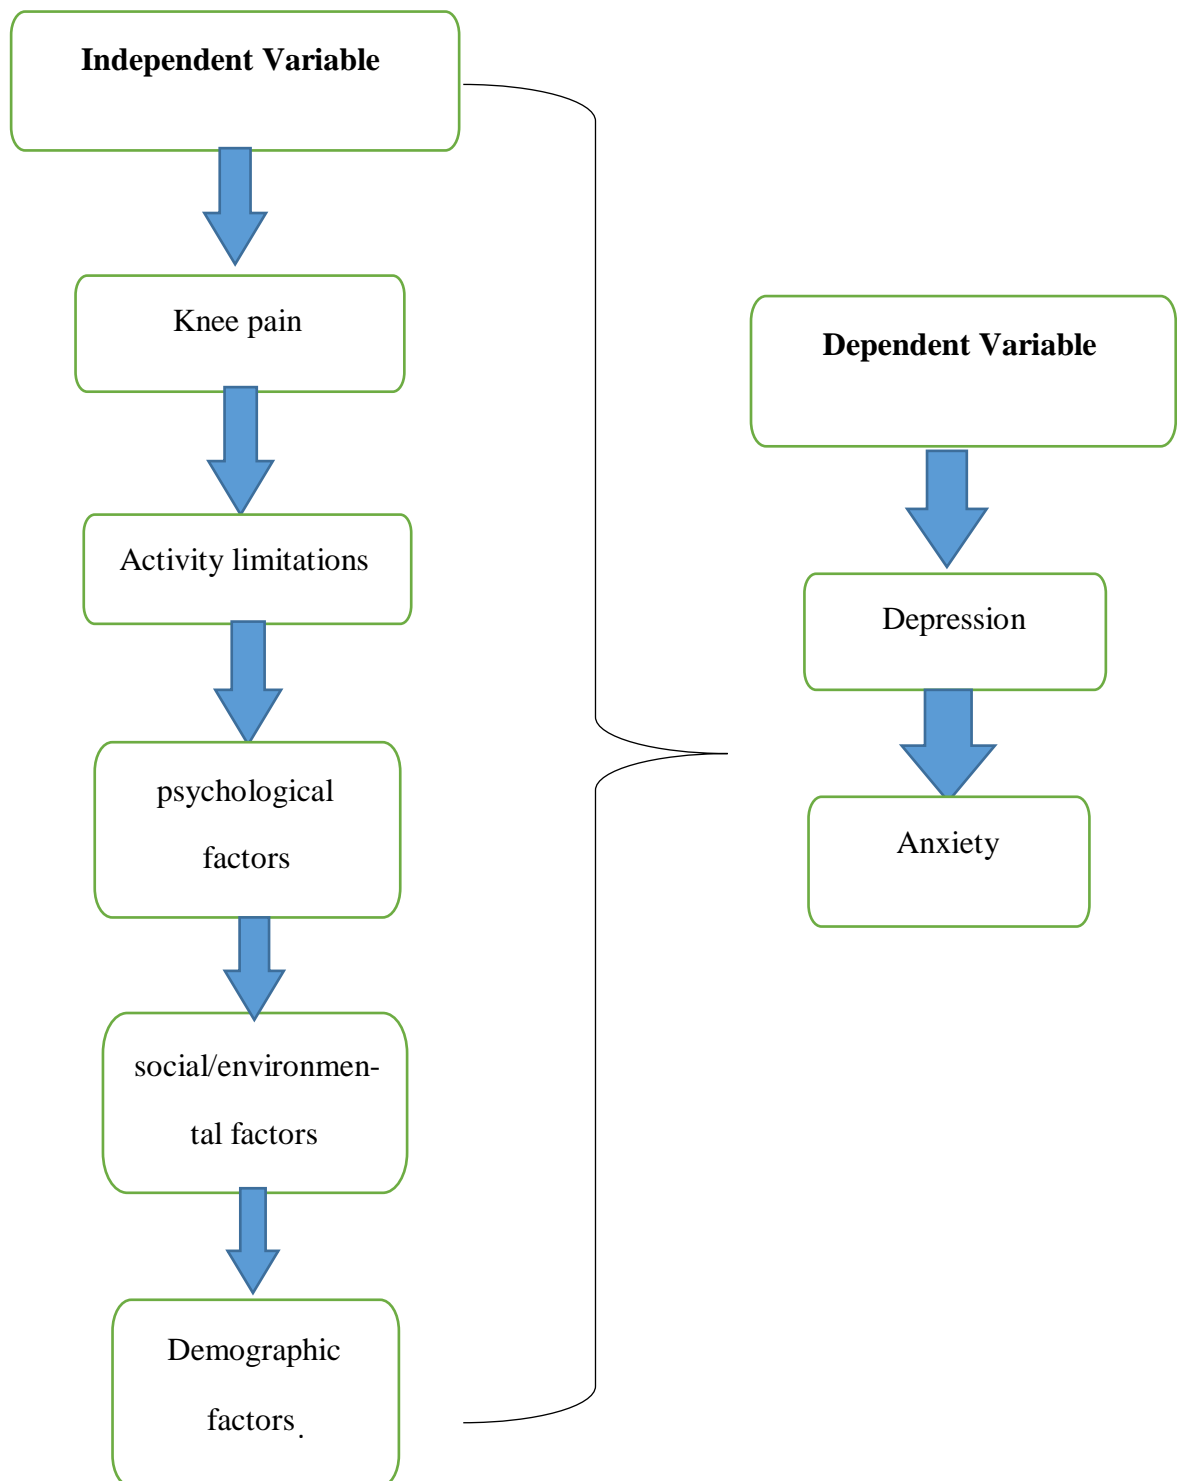 Independent Variable
Knee pain
Activity limitations
psychological
factors
social/environmen-
tal factors
Demographic
factors.
Dependent Variable
Depression
Anxiety